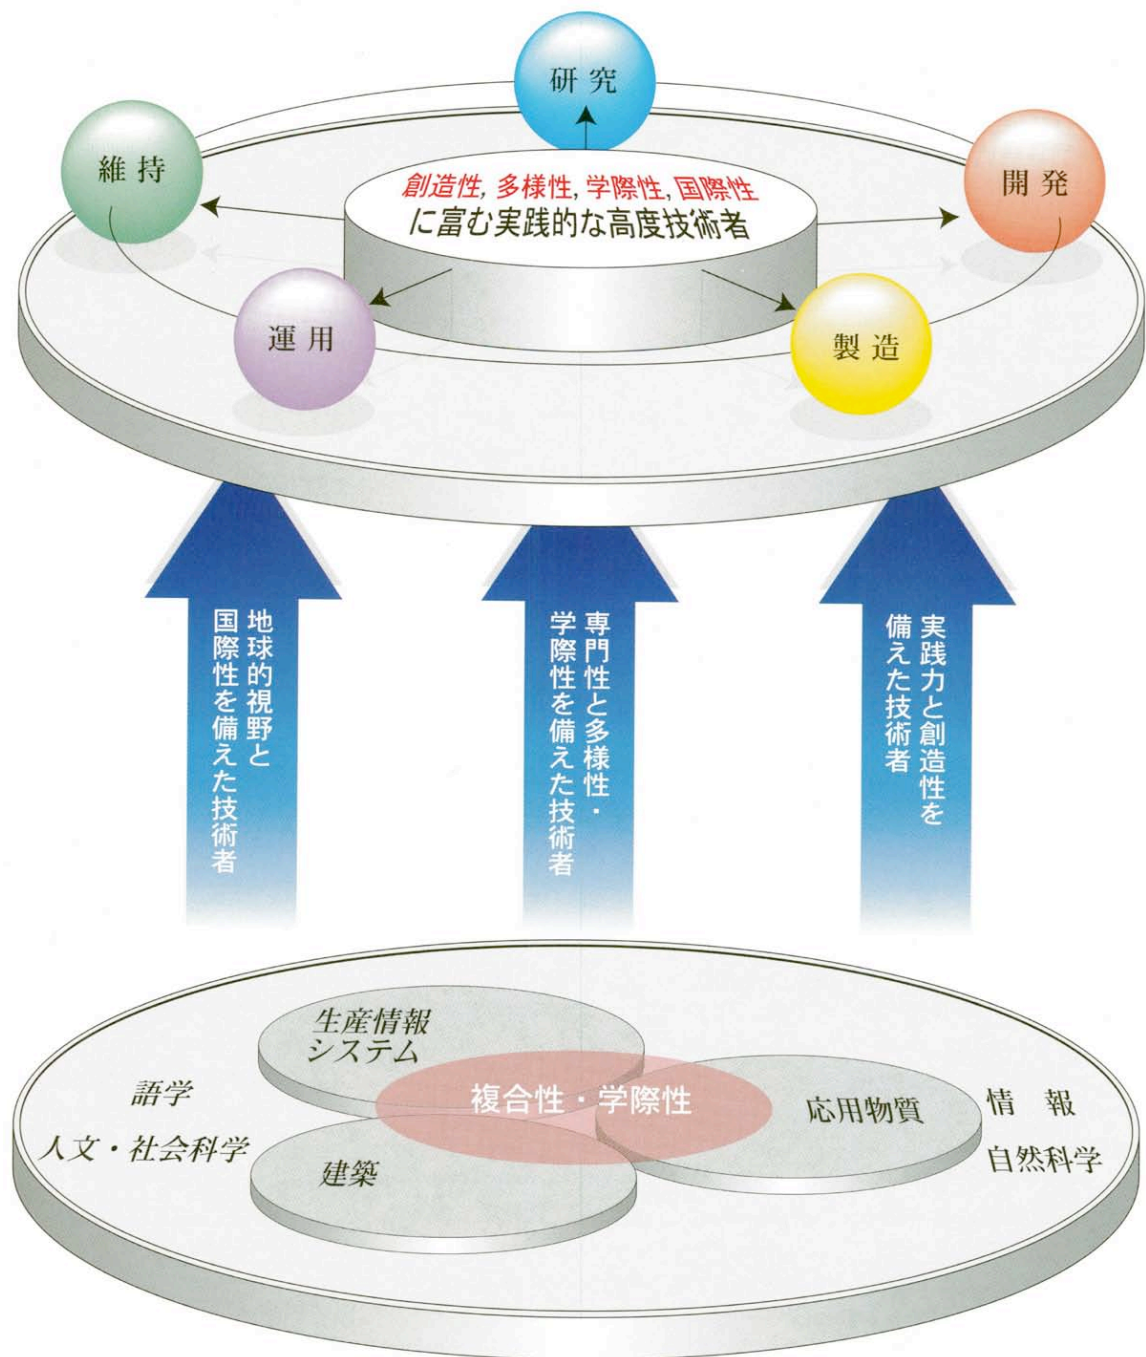 研究
維持
開発
創造性, 多様性, 学際性, 国際性
に富む実践的な高度技術者
運用
製造
地球的視野と
国際性を備えた技術者
専門性と多様性・
学際性を備えた技術者
実践力と創造性を
備えた技術者
生産情報
システム
語学
複合性・学際性
応用物質
情報
人文・社会科学
建築
自然科学